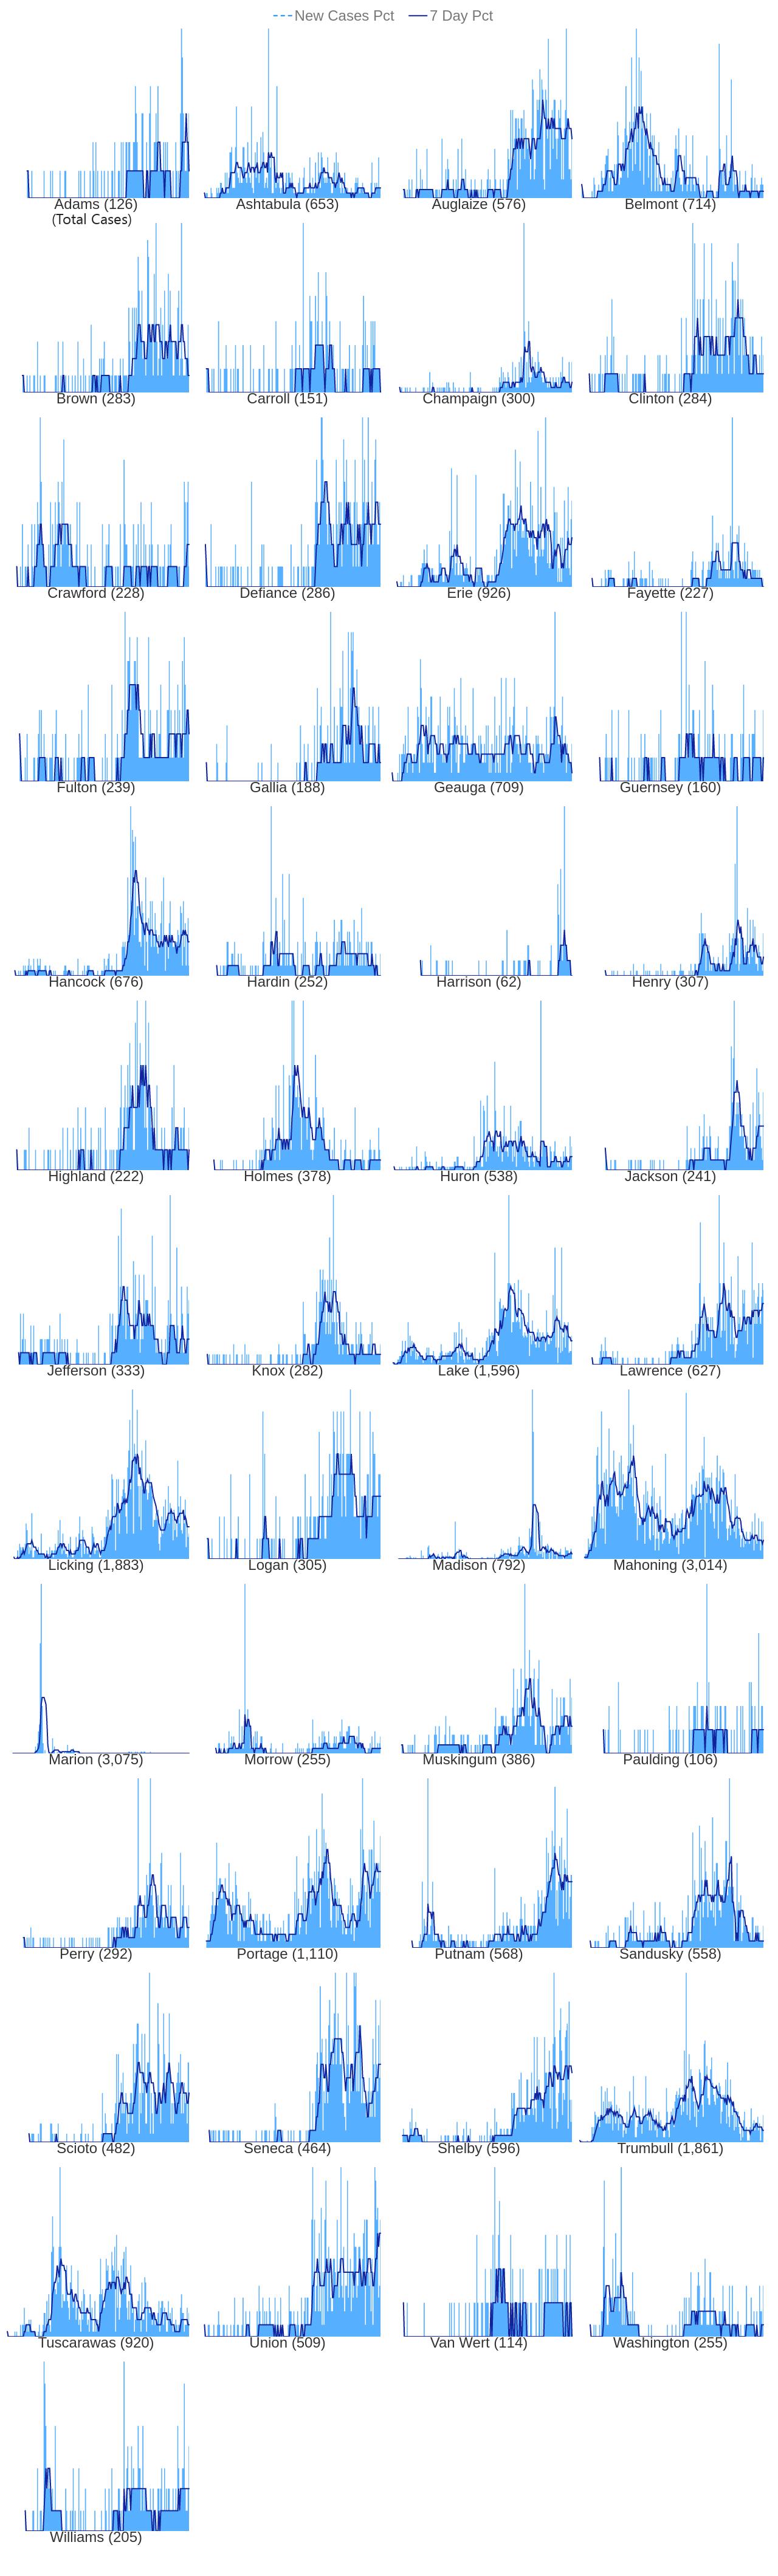 New Cases Pct 7 Day Pct
Adams (126) Ashtabula (653) Auglaize (576) Belmont (714)
(Total Cases)
Brown (283) Carroll (151) Champaign (300) Clinton (284)
Crawford (228) Defiance (286) Erie (926) Fayette (227)
Fulton (239) Gallia (188) Geauga (709) Guernsey (160)
Hancock (676) Hardin (252) Harrison (62) Henry (307)
Highland (222) Holmes (378) Huron (538) Jackson (241)
Jefferson (333) Knox (282) Lake (1,596) Lawrence (627)
Licking (1,883) Logan (305) Madison (792) Mahoning (3,014)
Marion (3,075) Morrow (255) Muskingum (386) Paulding (106)
Perry (292) Portage (1,110) Putnam (568) Sandusky (558)
Scioto (482) Seneca (464) Shelby (596) Trumbull (1,861)
Tuscarawas (920) Union (509) Van Wert (114) Washington (255)
Williams (205)